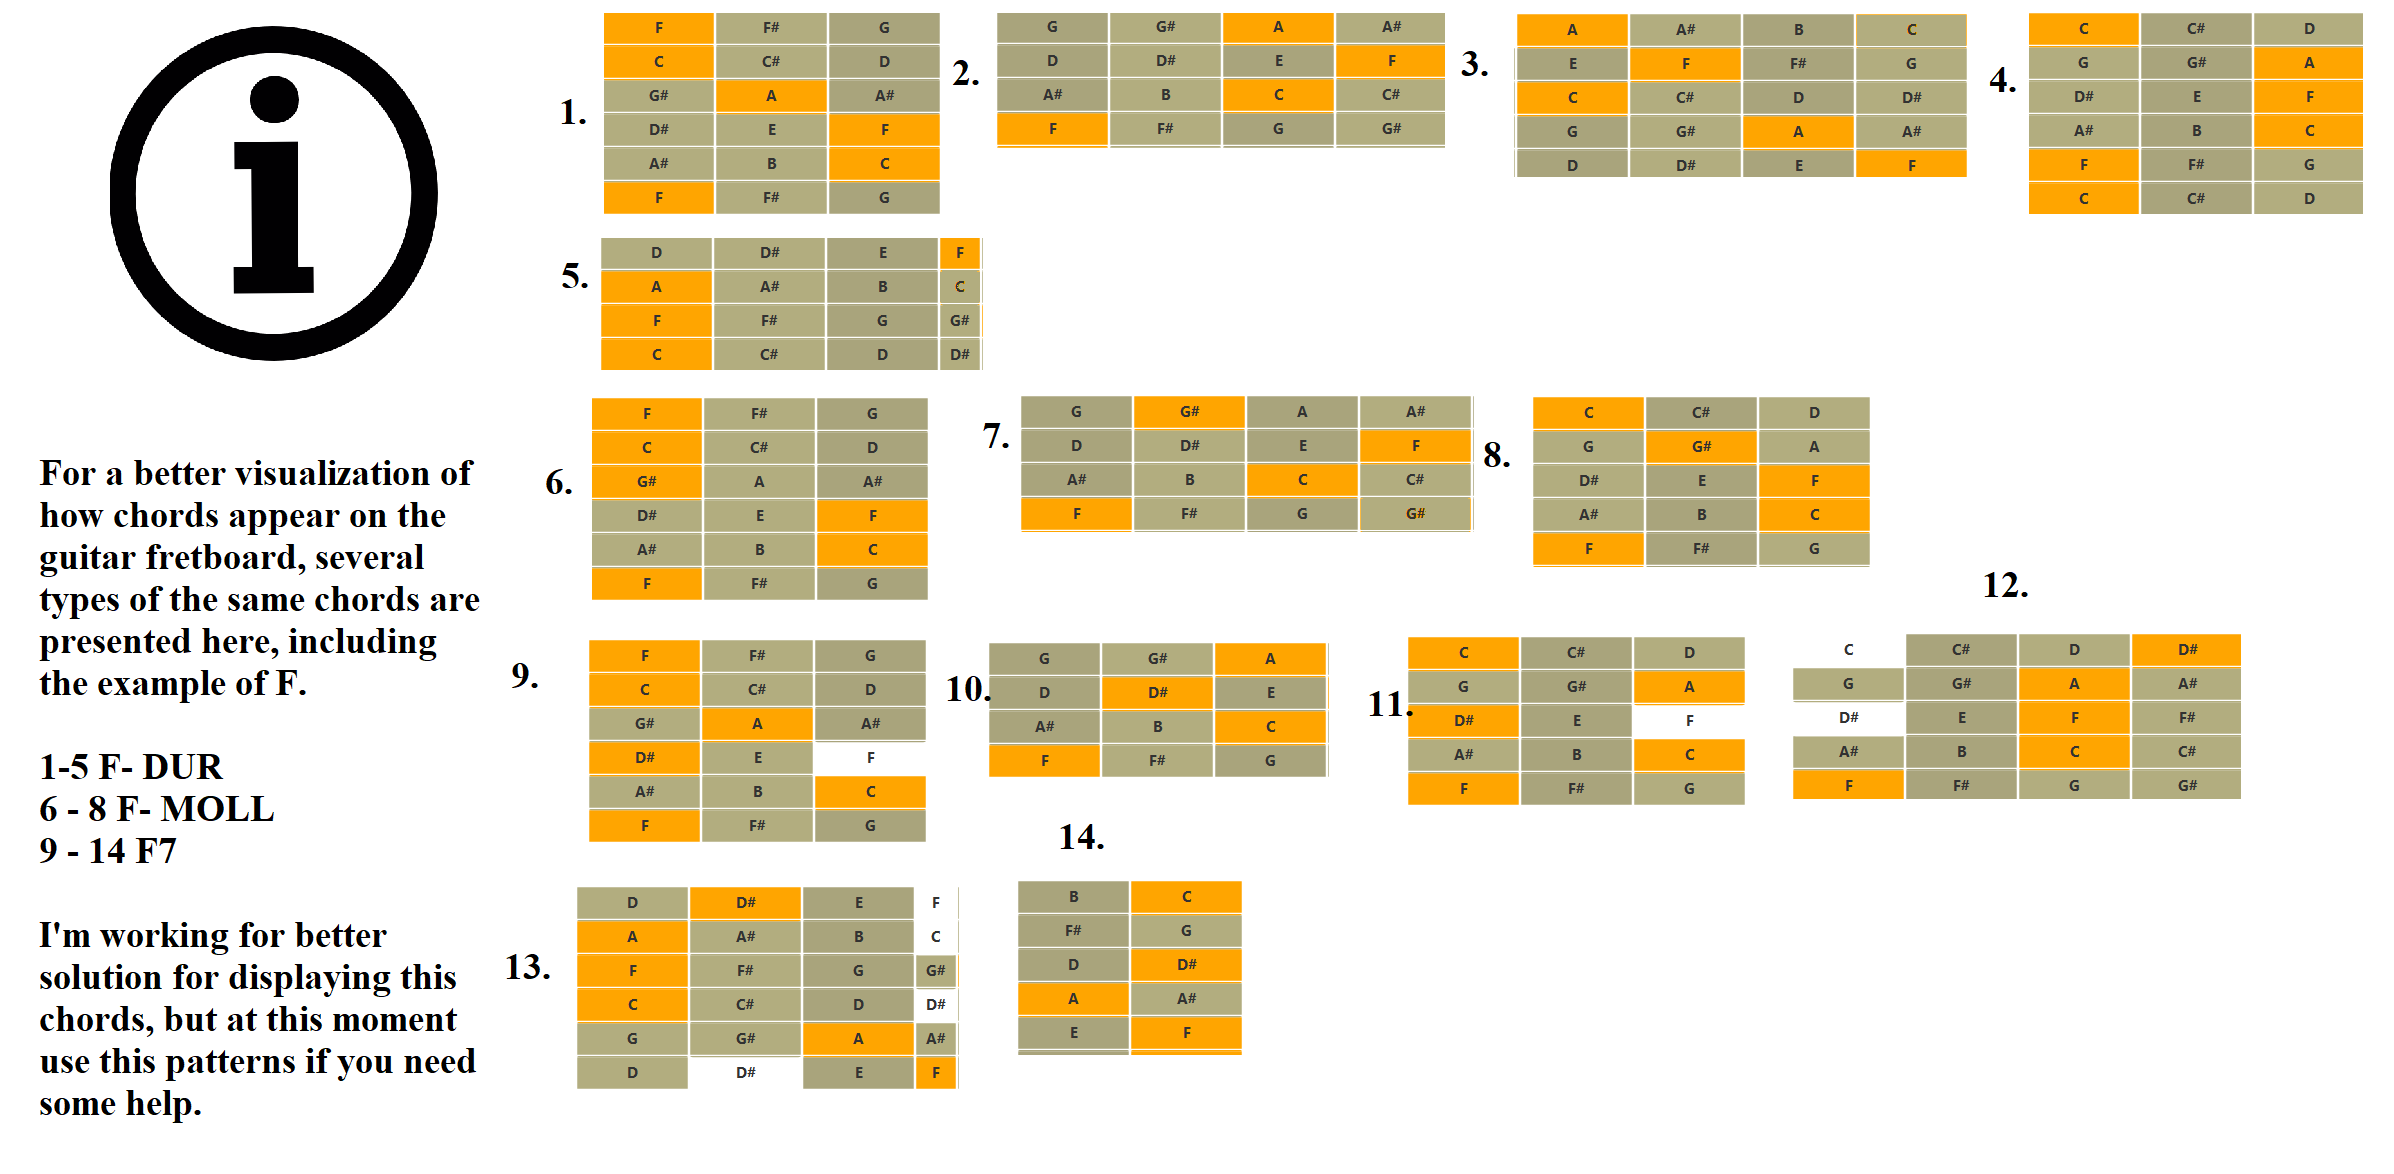 For a better visualization of
how chords appear on the
guitar fretboard, several
types of the same chords are
presented here, including
the example of F.
1-5 F- DUR
6 - 8 F- MOLL
9 - 14 F7
I'm working for better
solution for displaying this
chords, but at this moment
use this patterns if you need
some help.
1.
F F# G
C C# D
G# A A#
D# E F
A# B C
F F# G
2.
G G# A A#
D D# E F
A# B C C#
F F# G G#
3.
A A# B C
E F F# G
C C# D D#
G G# A A#
D D# E F
4.
C C# D
G G# A
D# E F
A# B C
F F# G
C C# D
5.
D D# E F
A A# B C
F F# G G#
C C# D D#
6.
F F# G
C C# D
G# A A#
D# E F
A# B C
F F# G
7.
G G# A A#
D D# E F
A# B C C#
F F# G G#
8.
C C# D
G G# A
D# E F
A# B C
F F# G
9.
F F# G
C C# D
G# A A#
D# E F
A# B C
F F# G
10.
G G# A
D D# E
A# B C
F F# G
11.
C C# D
G G# A
D# E F
A# B C
F F# G
12.
C C# D D#
G G# A A#
D# E F F#
A# B C C#
F F# G G#
13.
D D# E F
A A# B C
F F# G G#
C C# D D#
G G# A A#
D D# E F
14.
B C
F# G
D D#
A A#
E F